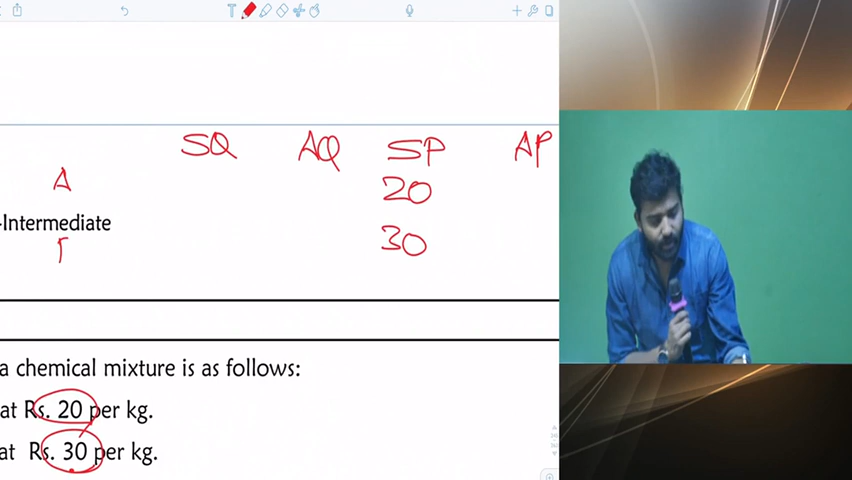 SQ AQ SP AP
A 20
-Intermediate
30
a chemical mixture is as follows:
at Rs. 20 per kg.
at Rs. 30 per kg.